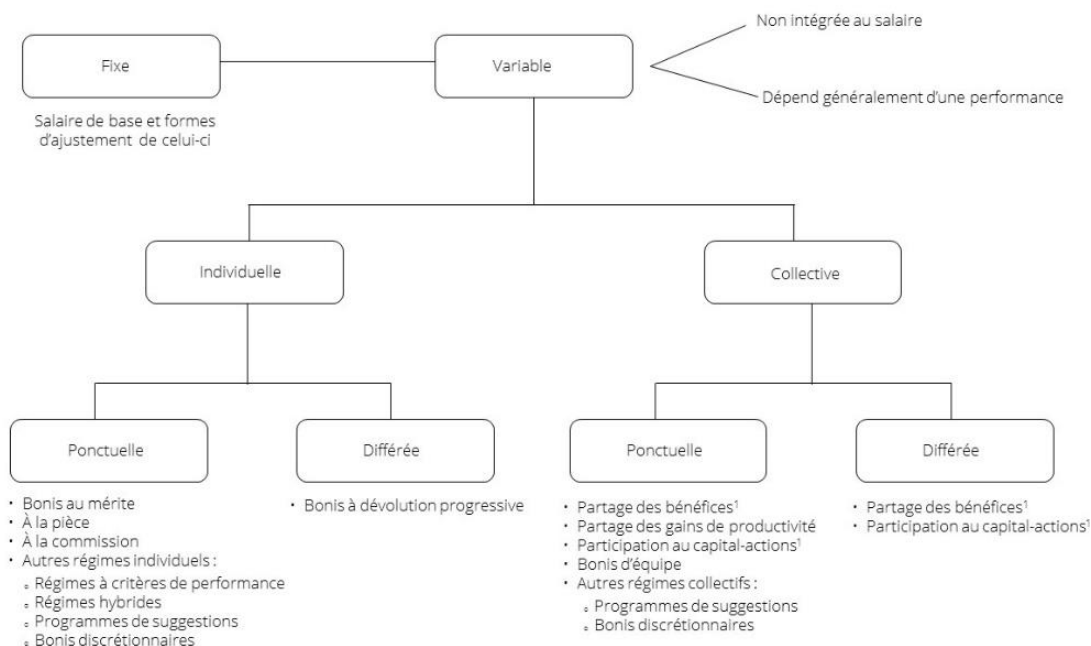 Non intégrée au salaire
Fixe
Variable
Dépend généralement d'une performance
Salaire de base et formes
d'ajustement de celui-ci
Individuelle
Collective
Ponctuelle
Différée
Ponctuelle
Différée
• Bonis au mérite
• À la pièce
• À la commission
• Autres régimes individuels :
o Régimes à critères de performance
o Régimes hybrides
o Programmes de suggestions
o Bonis discrétionnaires
• Bonis à dévolution progressive
• Partage des bénéfices¹
• Partage des gains de productivité
• Participation au capital-actions¹
• Bonis d'équipe
• Autres régimes collectifs :
o Programmes de suggestions
o Bonis discrétionnaires
• Partage des bénéfices¹
• Participation au capital-actions¹